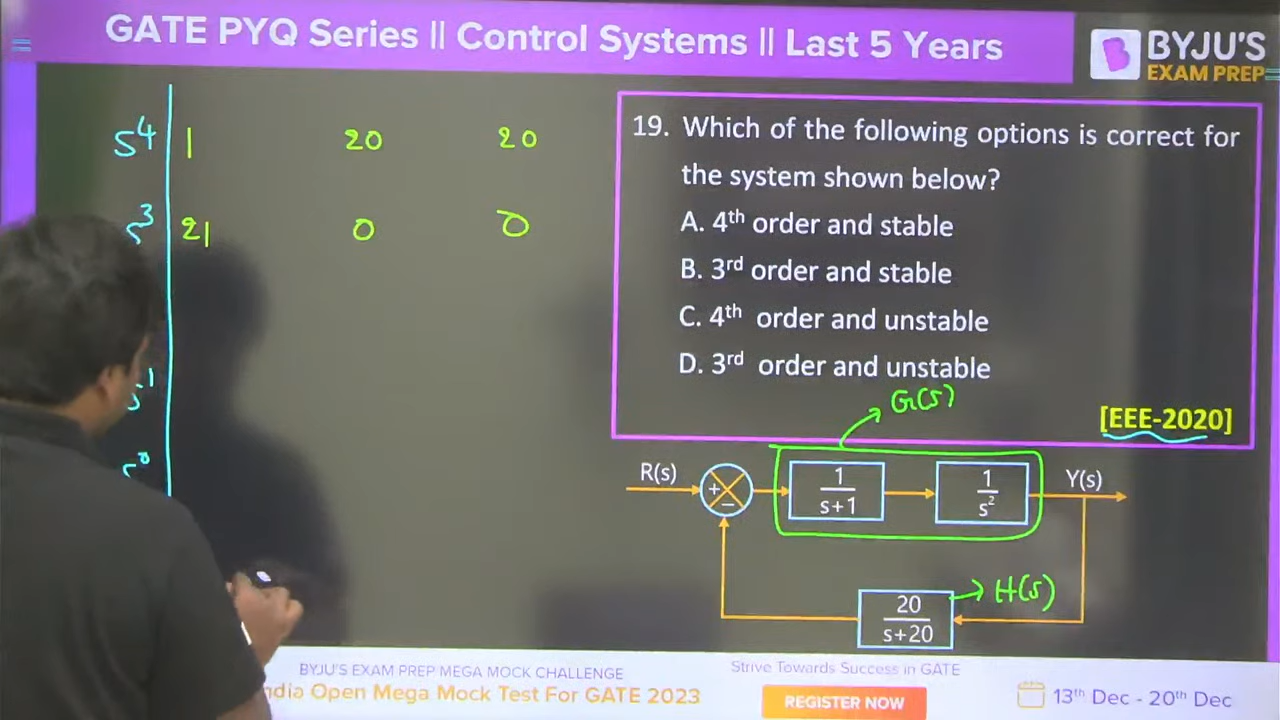 GATE PYQ Series || Control Systems || Last 5 Years
BYJU'S
EXAM PREP
s⁴ 1 20 20
s³ 21 0 0
s¹
s⁰
19. Which of the following options is correct for
the system shown below?
A. 4th order and stable
B. 3rd order and stable
C. 4th order and unstable
D. 3rd order and unstable
G(s)
[EEE-2020]
R(s)
+
−
1
s+1
1
s²
Y(s)
20
s+20
H(s)
BYJU'S EXAM PREP MEGA MOCK CHALLENGE
ndia Open Mega Mock Test For GATE 2023
Strive Towards Success in GATE
REGISTER NOW
13th Dec - 20th Dec